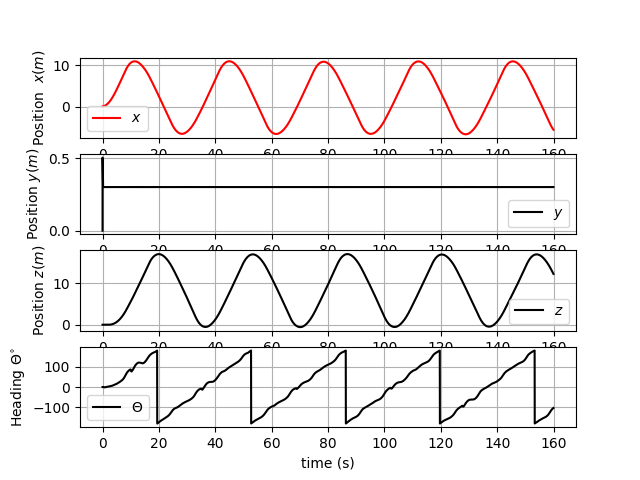 Position x(m)
10
0
x
0 20 40 60 80 100 120 140 160
Position y(m)
0.5
0.0
y
0 20 40 60 80 100 120 140 160
Position z(m)
10
0
z
0 20 40 60 80 100 120 140 160
Heading Θ°
100
0
−100
Θ
0 20 40 60 80 100 120 140 160
time (s)